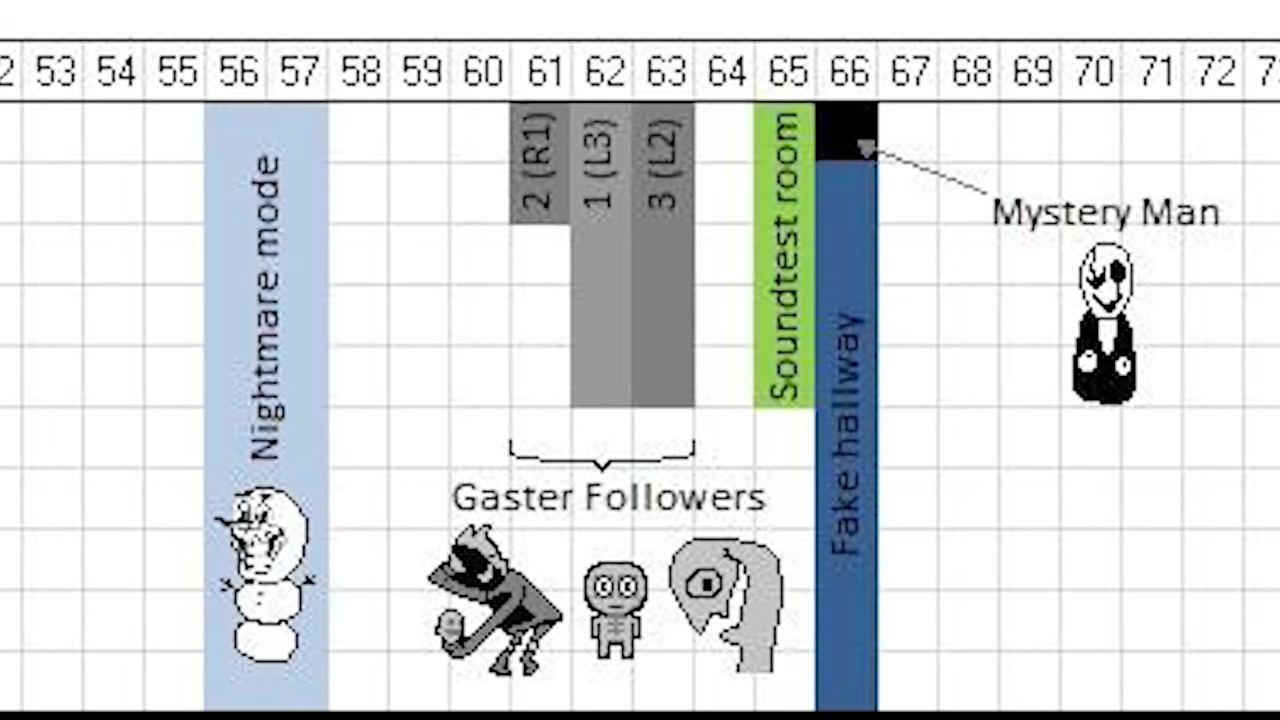 2 53 54 55 56 57 58 59 60 61 62 63 64 65 66 67 68 69 70 71 72
Nightmare mode
2 (R1)
1 (L3)
3 (L2)
Soundtest room
Fake hallway
Mystery Man
Gaster Followers